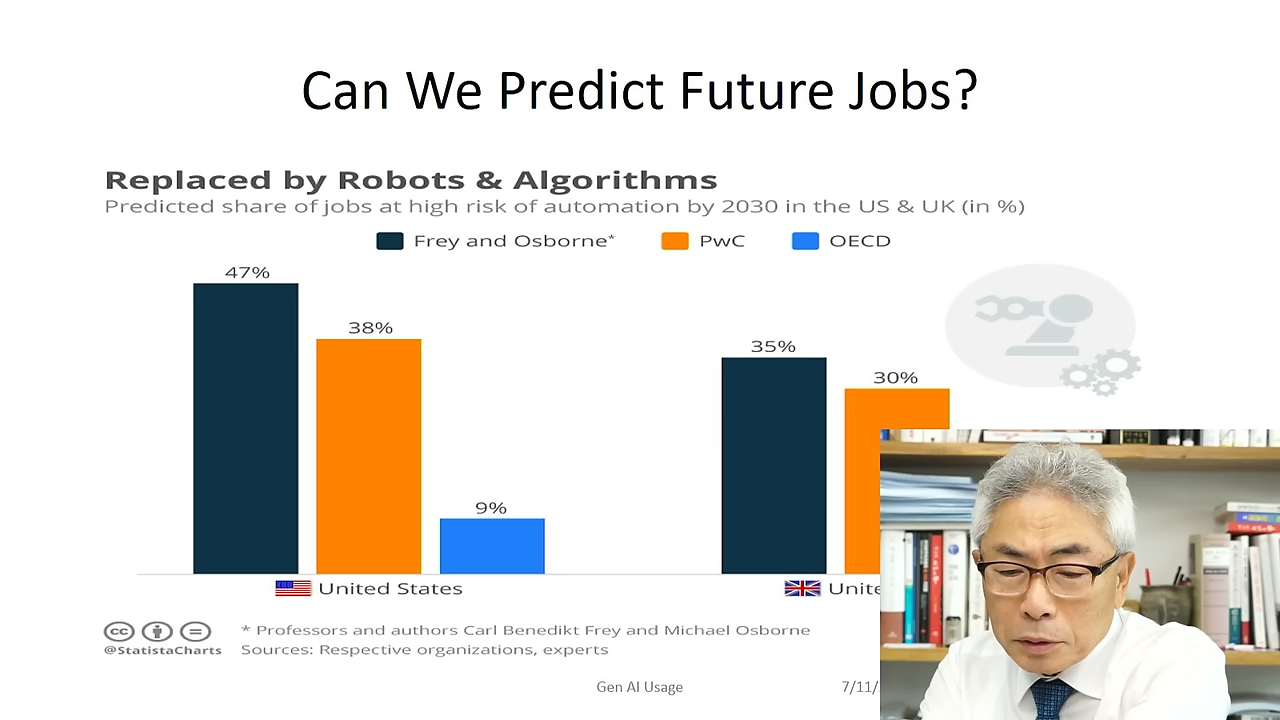 Can We Predict Future Jobs?
Replaced by Robots & Algorithms
Predicted share of jobs at high risk of automation by 2030 in the US & UK (in %)
Frey and Osborne* PwC OECD
47%
38%
35%
30%
9%
United States
cc
* Professors and authors Carl Benedikt Frey and Michael Osborne
@StatistaCharts Sources: Respective organizations, experts
Gen AI Usage 7/11/